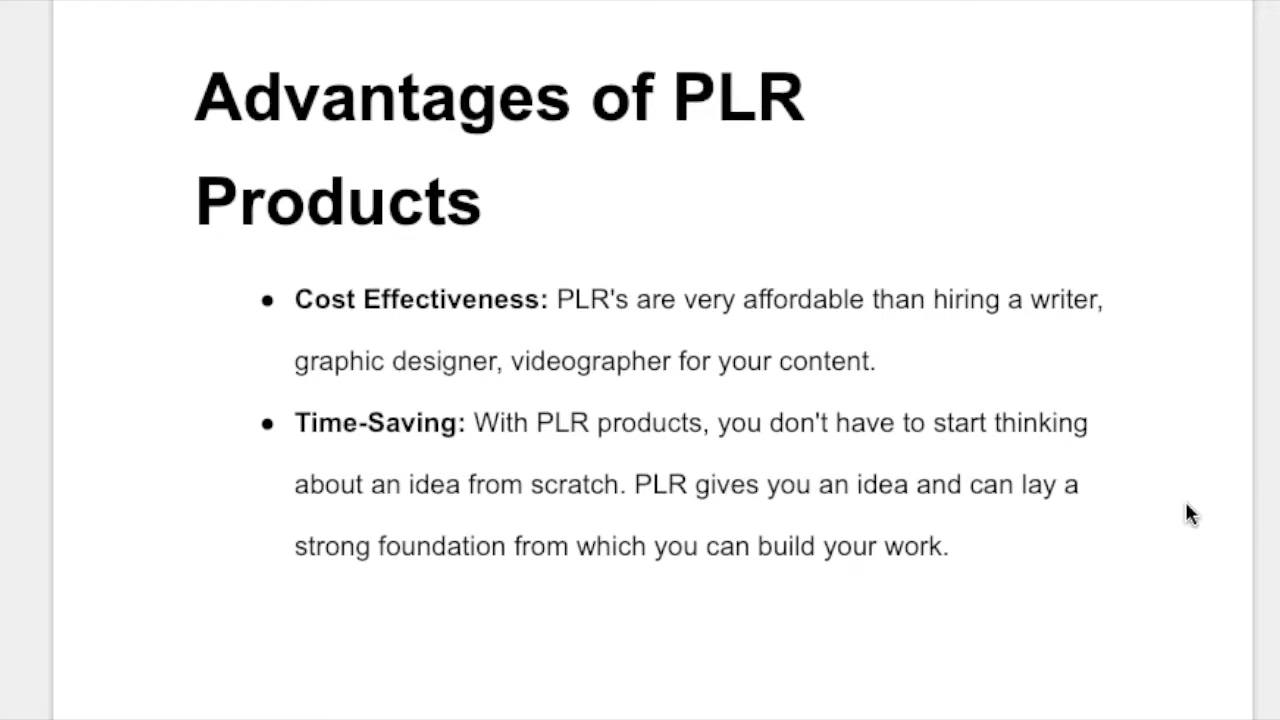 Advantages of PLR
Products
● Cost Effectiveness: PLR's are very affordable than hiring a writer,
graphic designer, videographer for your content.
● Time-Saving: With PLR products, you don't have to start thinking
about an idea from scratch. PLR gives you an idea and can lay a
strong foundation from which you can build your work.